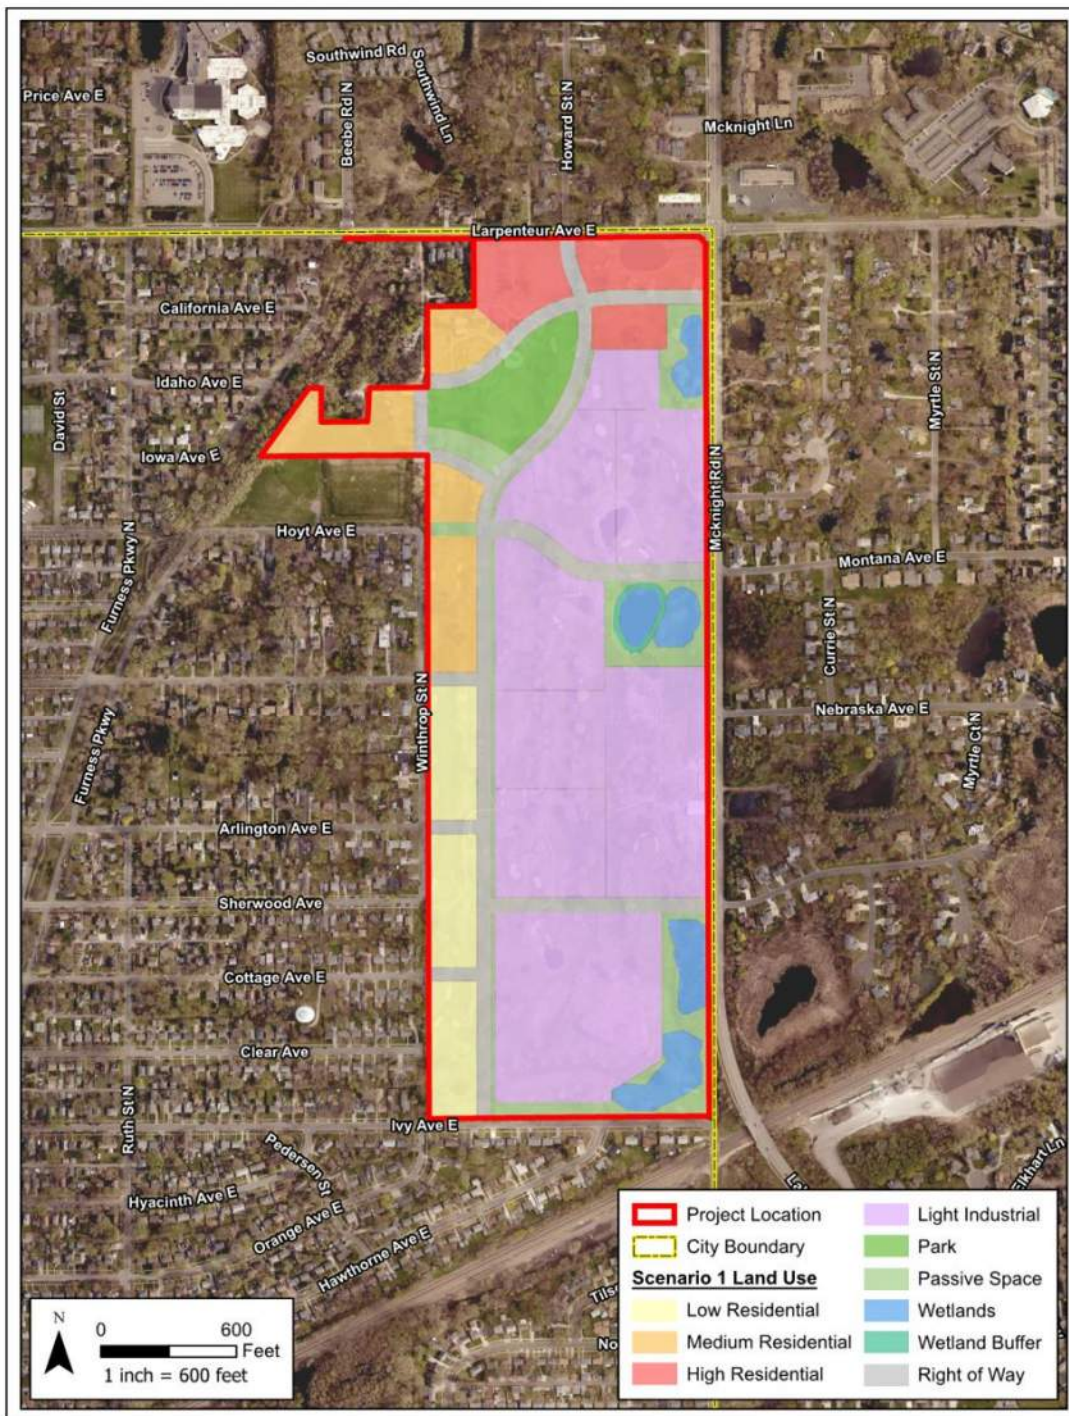 Southwind Rd
Southwind Ln
Price Ave E
Beebe Rd N
Howard St N
Mcknight Ln
Larpenteur Ave E
California Ave E
Idaho Ave E
David St
Iowa Ave E
Myrtle St N
Mcknight Rd N
Hoyt Ave E
Montana Ave E
Furness Pkwy N
Currie St N
Winthrop St N
Nebraska Ave E
Furness Pkwy
Myrtle Ct N
Arlington Ave E
Sherwood Ave
Cottage Ave E
Clear Ave
Ruth St N
Ivy Ave E
Pedersen St
Hyacinth Ave E
Orange Ave E
Hawthorne Ave E
Elkhart Ln
Project Location
City Boundary
Scenario 1 Land Use
Low Residential
Medium Residential
High Residential
Light Industrial
Park
Passive Space
Wetlands
Wetland Buffer
Right of Way
N
0 600
Feet
1 inch = 600 feet